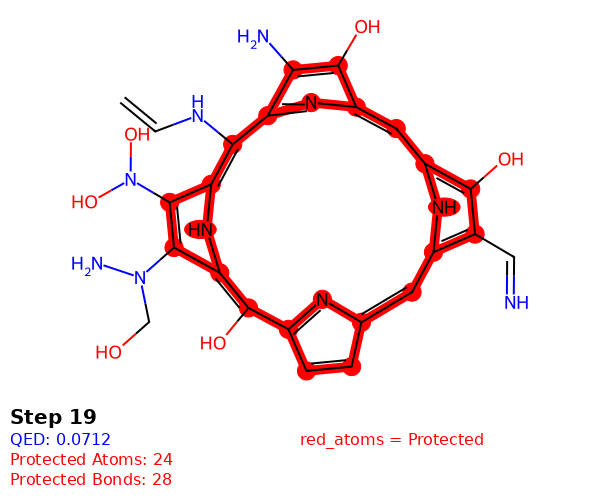 OH
H₂N
N
H
N
OH
N
HO
OH
NH
HN
H₂N
N
N
NH
HO
HO
Step 19
QED: 0.0712
Protected Atoms: 24
red_atoms = Protected
Protected Bonds: 28